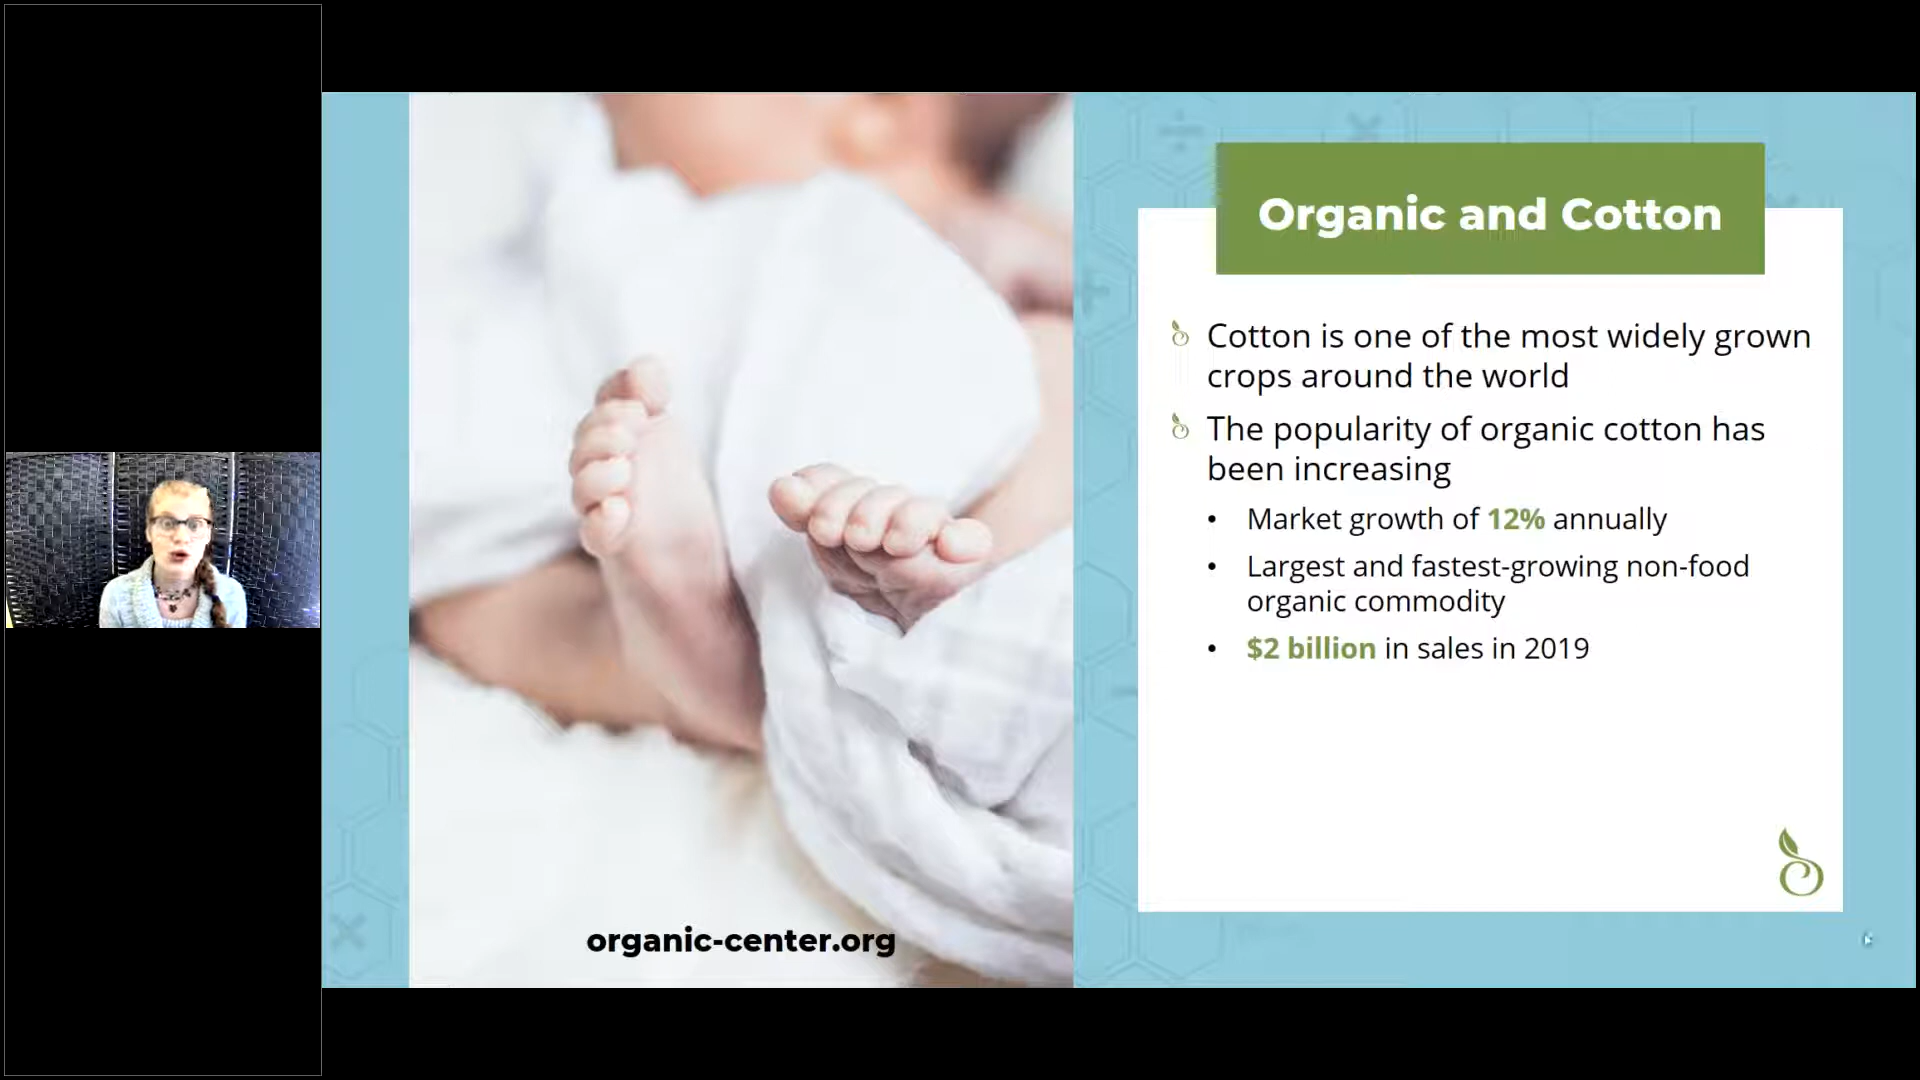 Organic and Cotton
Cotton is one of the most widely grown
crops around the world
The popularity of organic cotton has
been increasing
• Market growth of 12% annually
• Largest and fastest-growing non-food
organic commodity
• $2 billion in sales in 2019
organic-center.org